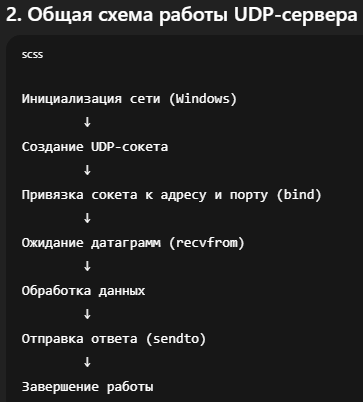 2. Общая схема работы UDP-сервера
scss
Инициализация сети (Windows)
↓
Создание UDP-сокета
↓
Привязка сокета к адресу и порту (bind)
↓
Ожидание датаграмм (recvfrom)
↓
Обработка данных
↓
Отправка ответа (sendto)
↓
Завершение работы